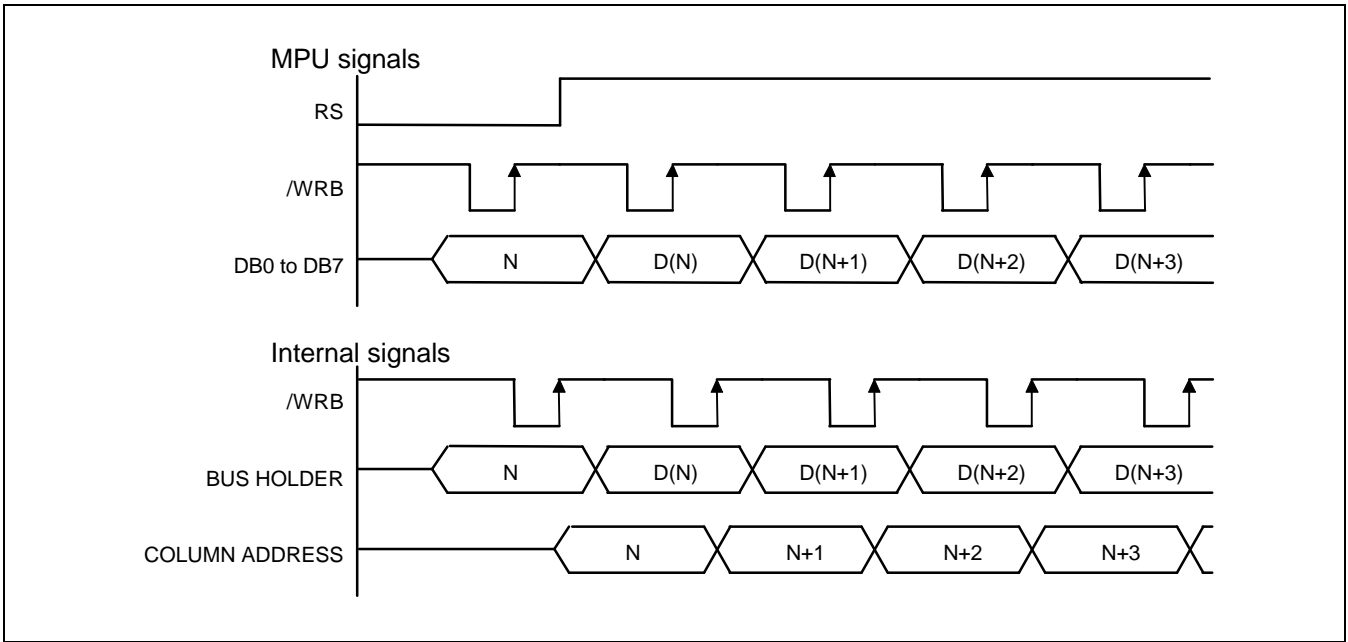 MPU signals
RS
/WRB
DB0 to DB7
N
D(N)
D(N+1)
D(N+2)
D(N+3)
Internal signals
/WRB
BUS HOLDER
N
D(N)
D(N+1)
D(N+2)
D(N+3)
COLUMN ADDRESS
N
N+1
N+2
N+3